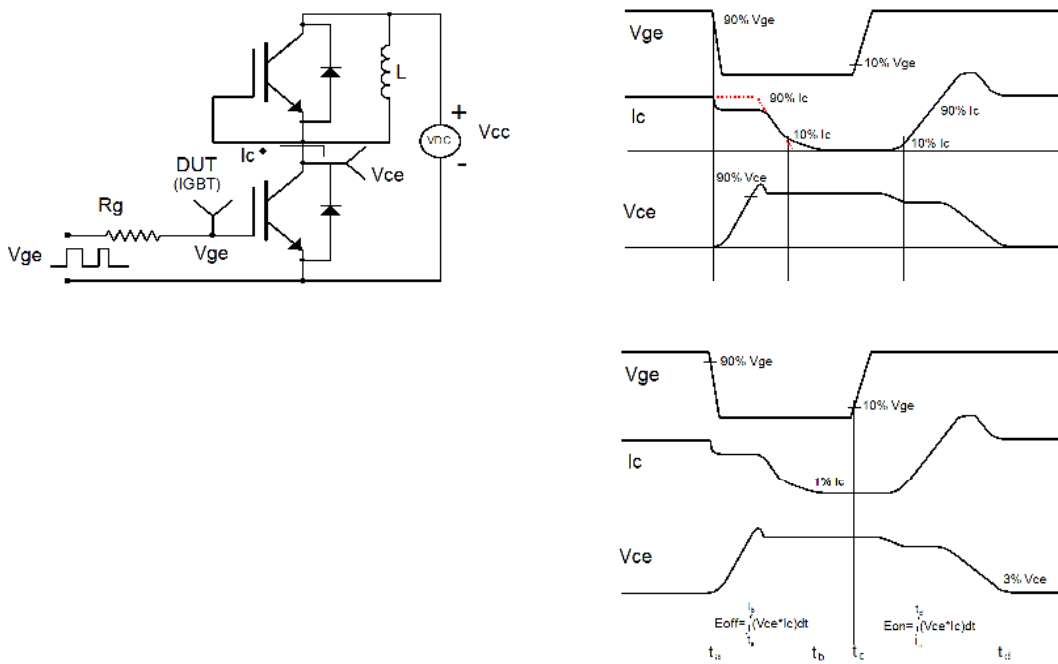 L
Ic
VDC
+
-
Vcc
DUT
(IGBT)
Vce
Rg
Vge
Vge
Vge
90% Vge
10% Vge
Ic
90% Ic
10% Ic
90% Ic
10% Ic
Vce
90% Vce
Vge
90% Vge
10% Vge
Ic
1% Ic
Vce
3% Vce
Eoff=∫(Vce*Ic)dt
Eon=∫(Vce*Ic)dt
ta tb tc td